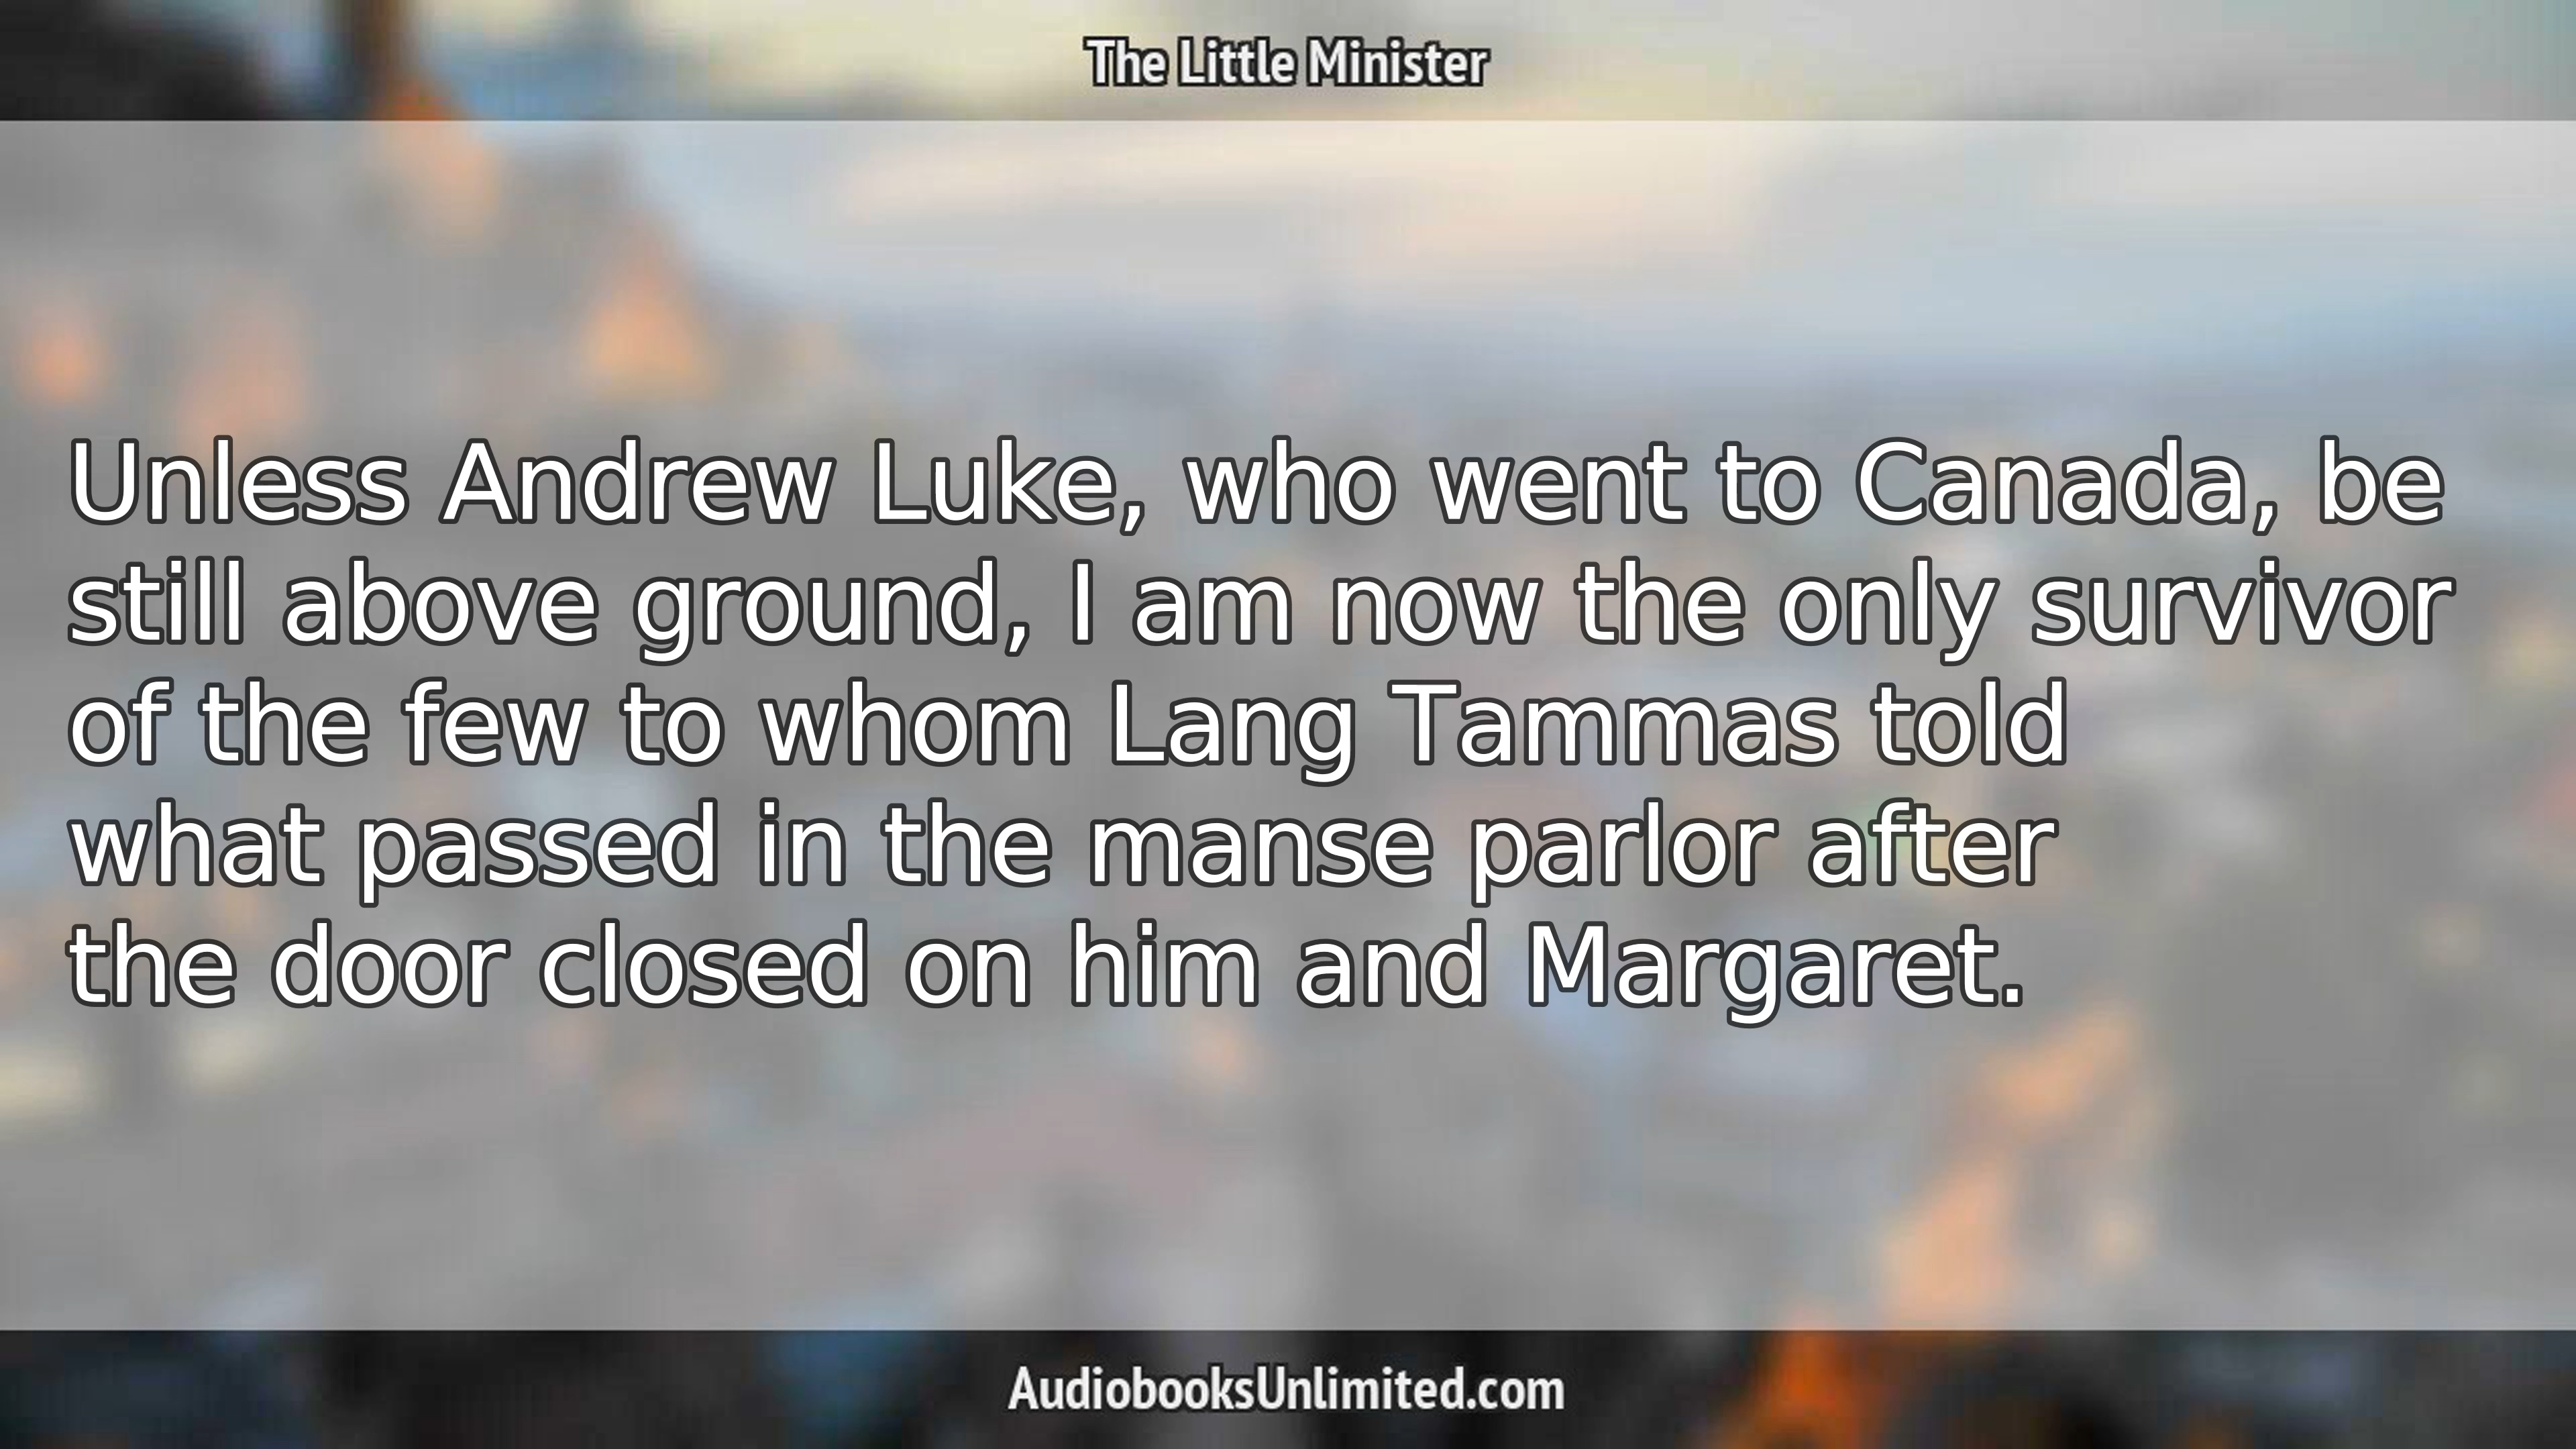 The Little Minister
Unless Andrew Luke, who went to Canada, be
still above ground, I am now the only survivor
of the few to whom Lang Tammas told
what passed in the manse parlor after
the door closed on him and Margaret.
AudiobooksUnlimited.com